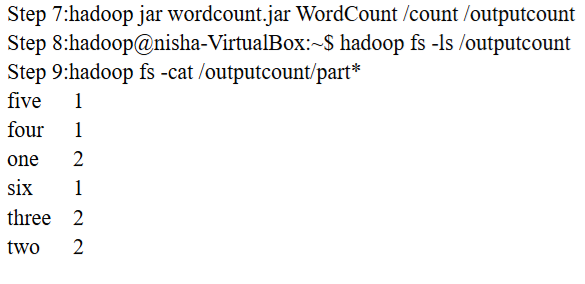 Step 7:hadoop jar wordcount.jar WordCount /count /outputcount
Step 8:hadoop@nisha-VirtualBox:~$ hadoop fs -ls /outputcount
Step 9:hadoop fs -cat /outputcount/part*
five 1
four 1
one 2
six 1
three 2
two 2